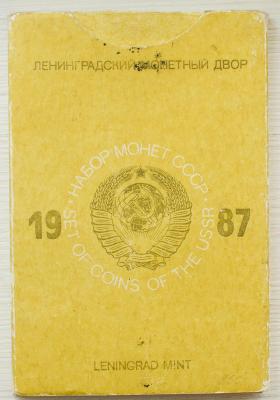 ЛЕНИНГРАДСКИЙ МОНЕТНЫЙ ДВОР
· НАБОР МОНЕТ СССР ·
19 87
SET OF COINS OF THE USSR
LENINGRAD MINT